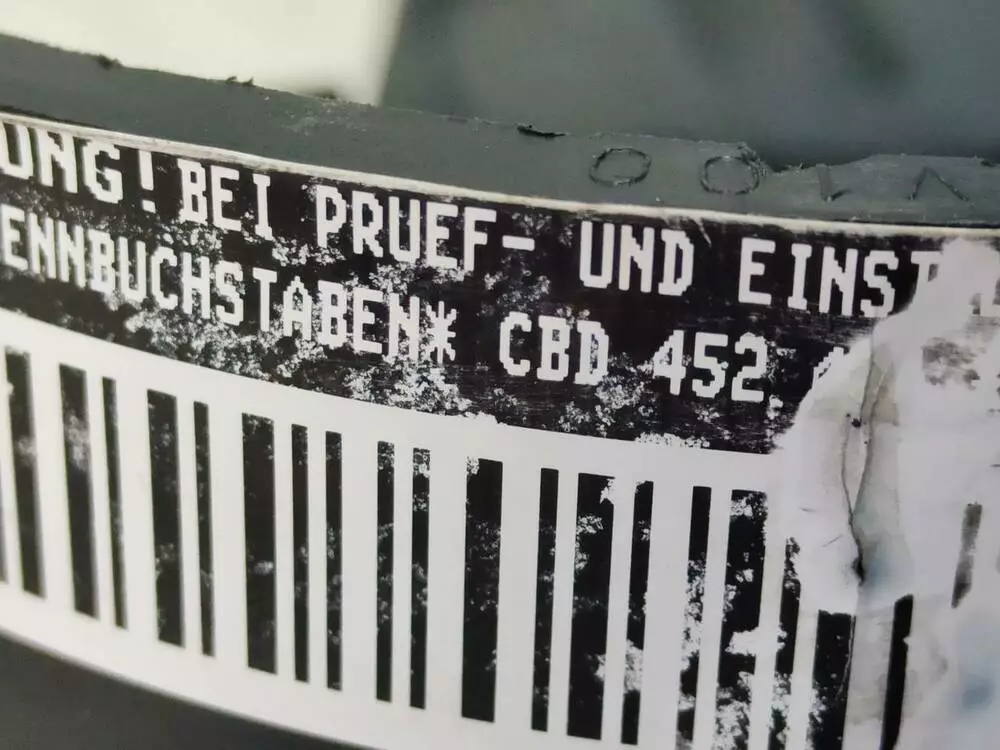 UNG! BEI PRUEF- UND EINST
ENNBUCHSTABEN* CBD 452